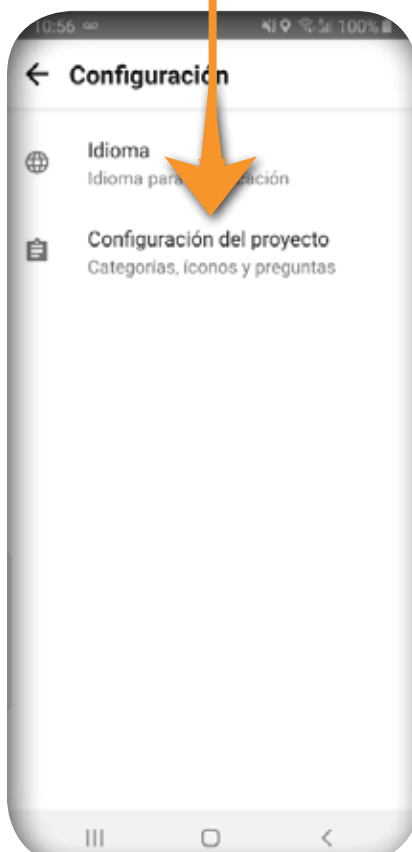 10:56 100%
Configuración
Idioma
Idioma para
Configuración del proyecto
Categorías, íconos y preguntas